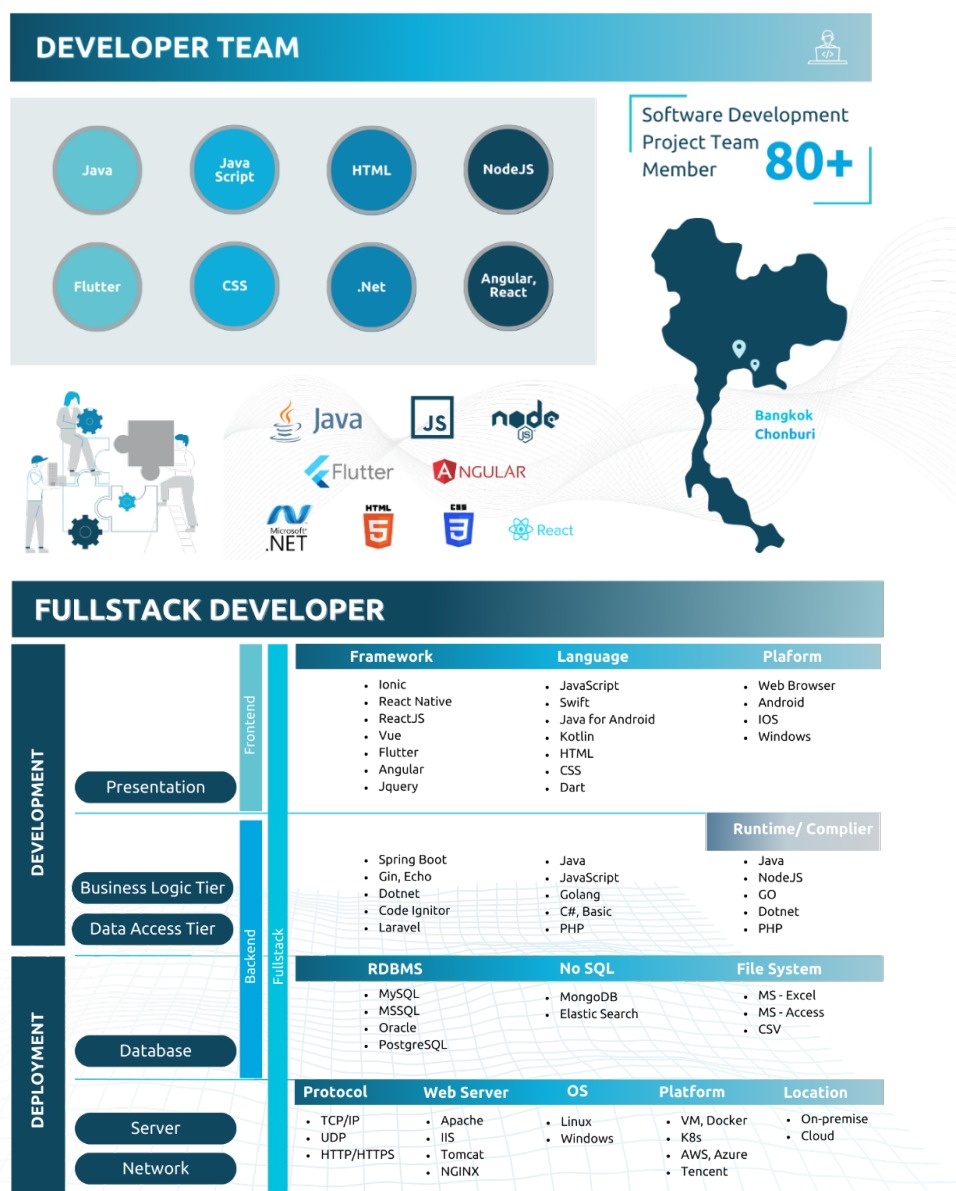 DEVELOPER TEAM
Java
Java
Script
HTML
NodeJS
Flutter
CSS
.Net
Angular,
React
Software Development
Project Team
Member
80+
Bangkok
Chonburi
Java
JS
node
JS
Flutter
ANGULAR
Microsoft
.NET
HTML
5
CSS
3
React
FULLSTACK DEVELOPER
DEVELOPMENT
DEPLOYMENT
Presentation
Business Logic Tier
Data Access Tier
Database
Server
Network
Frontend
Backend
Fullstack
Framework
• Ionic
• React Native
• ReactJS
• Vue
• Flutter
• Angular
• Jquery
Language
• JavaScript
• Swift
• Java for Android
• Kotlin
• HTML
• CSS
• Dart
Plaform
• Web Browser
• Android
• IOS
• Windows
• Spring Boot
• Gin, Echo
• Dotnet
• Code Ignitor
• Laravel
• Java
• JavaScript
• Golang
• C#, Basic
• PHP
Runtime/ Complier
• Java
• NodeJS
• GO
• Dotnet
• PHP
RDBMS
• MySQL
• MSSQL
• Oracle
• PostgreSQL
No SQL
• MongoDB
• Elastic Search
File System
• MS - Excel
• MS - Access
• CSV
Protocol
• TCP/IP
• UDP
• HTTP/HTTPS
Web Server
• Apache
• IIS
• Tomcat
• NGINX
OS
• Linux
• Windows
Platform
• VM, Docker
• K8s
• AWS, Azure
• Tencent
Location
• On-premise
• Cloud